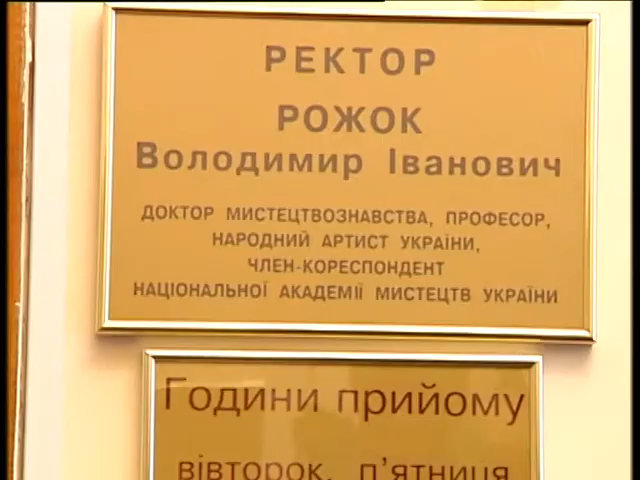 РЕКТОР
РОЖОК
Володимир Іванович
ДОКТОР МИСТЕЦТВОЗНАВСТВА, ПРОФЕСОР,
НАРОДНИЙ АРТИСТ УКРАЇНИ,
ЧЛЕН-КОРЕСПОНДЕНТ
НАЦІОНАЛЬНОЇ АКАДЕМІЇ МИСТЕЦТВ УКРАЇНИ
Години прийому
вівторок, п'ятниця